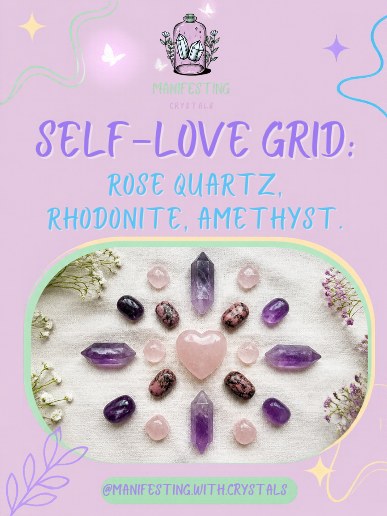 MANIFESTING
CRYSTALS
SELF-LOVE GRID:
ROSE QUARTZ,
RHODONITE, AMETHYST.
@MANIFESTING.WITH.CRYSTALS